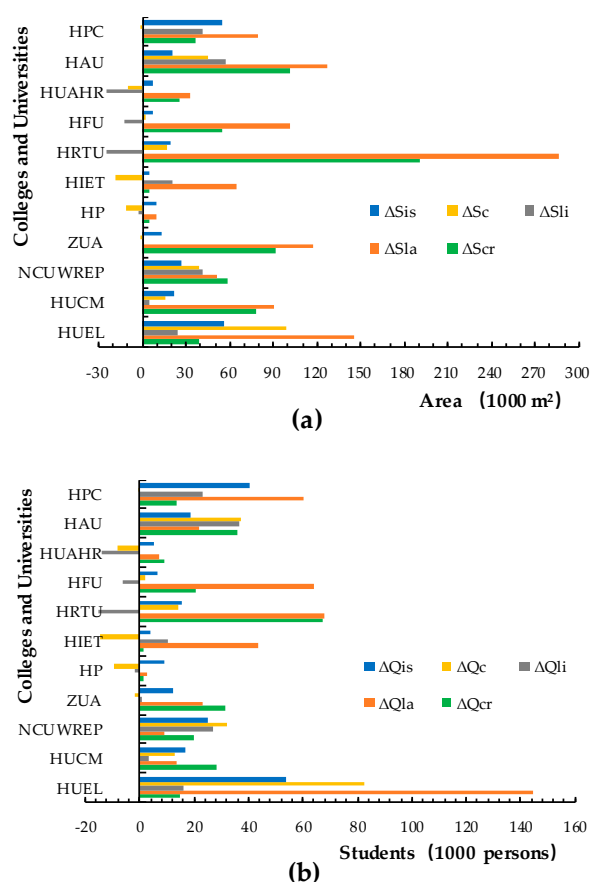 Colleges and Universities
HPC
HAU
HUAHR
HFU
HRTU
HIET
HP
ZUA
NCUWREP
HUCM
HUEL
ΔSis ΔSc ΔSli
ΔSla ΔScr
-30 0 30 60 90 120 150 180 210 240 270 300
Area (1000 m²)
(a)
Colleges and Universities
HPC
HAU
HUAHR
HFU
HRTU
HIET
HP
ZUA
NCUWREP
HUCM
HUEL
ΔQis ΔQc ΔQli
ΔQla ΔQcr
-20 0 20 40 60 80 100 120 140 160
Students (1000 persons)
(b)